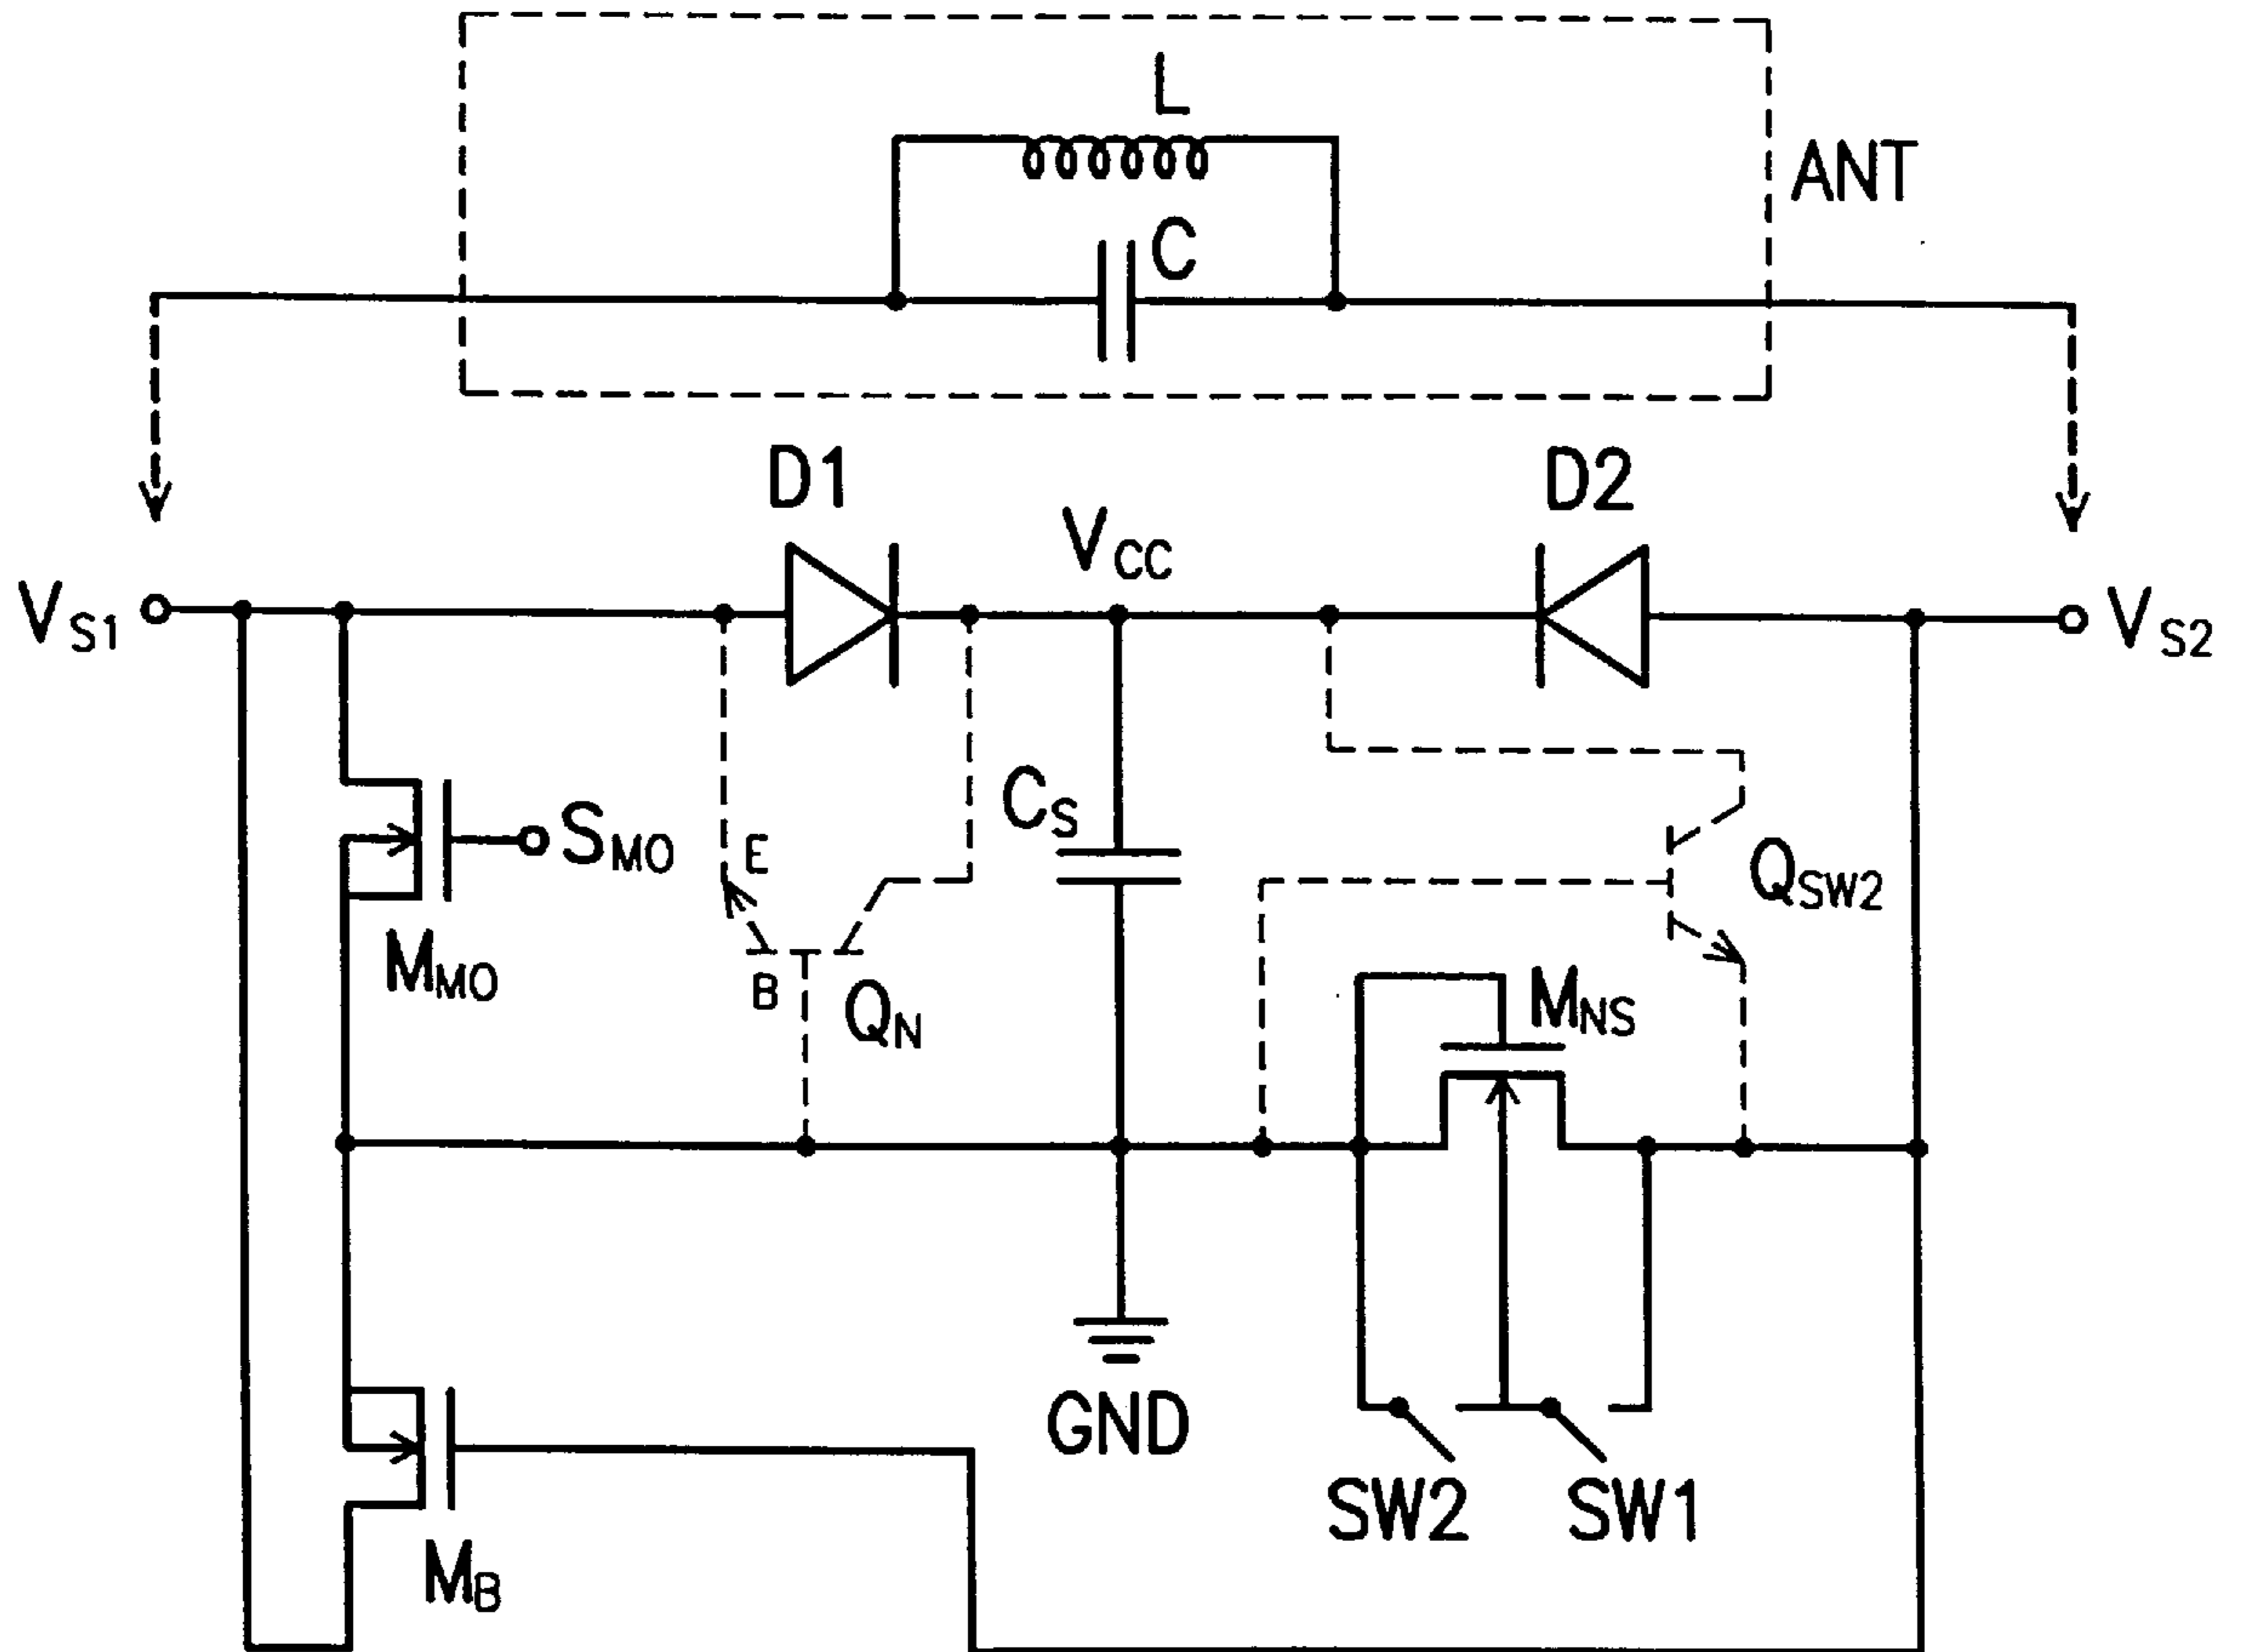 L
C
ANT
D1
D2
VCC
VS1
VS2
CS
SMO
E
QSW2
MMO
B
QN
MNS
GND
SW2
SW1
MB